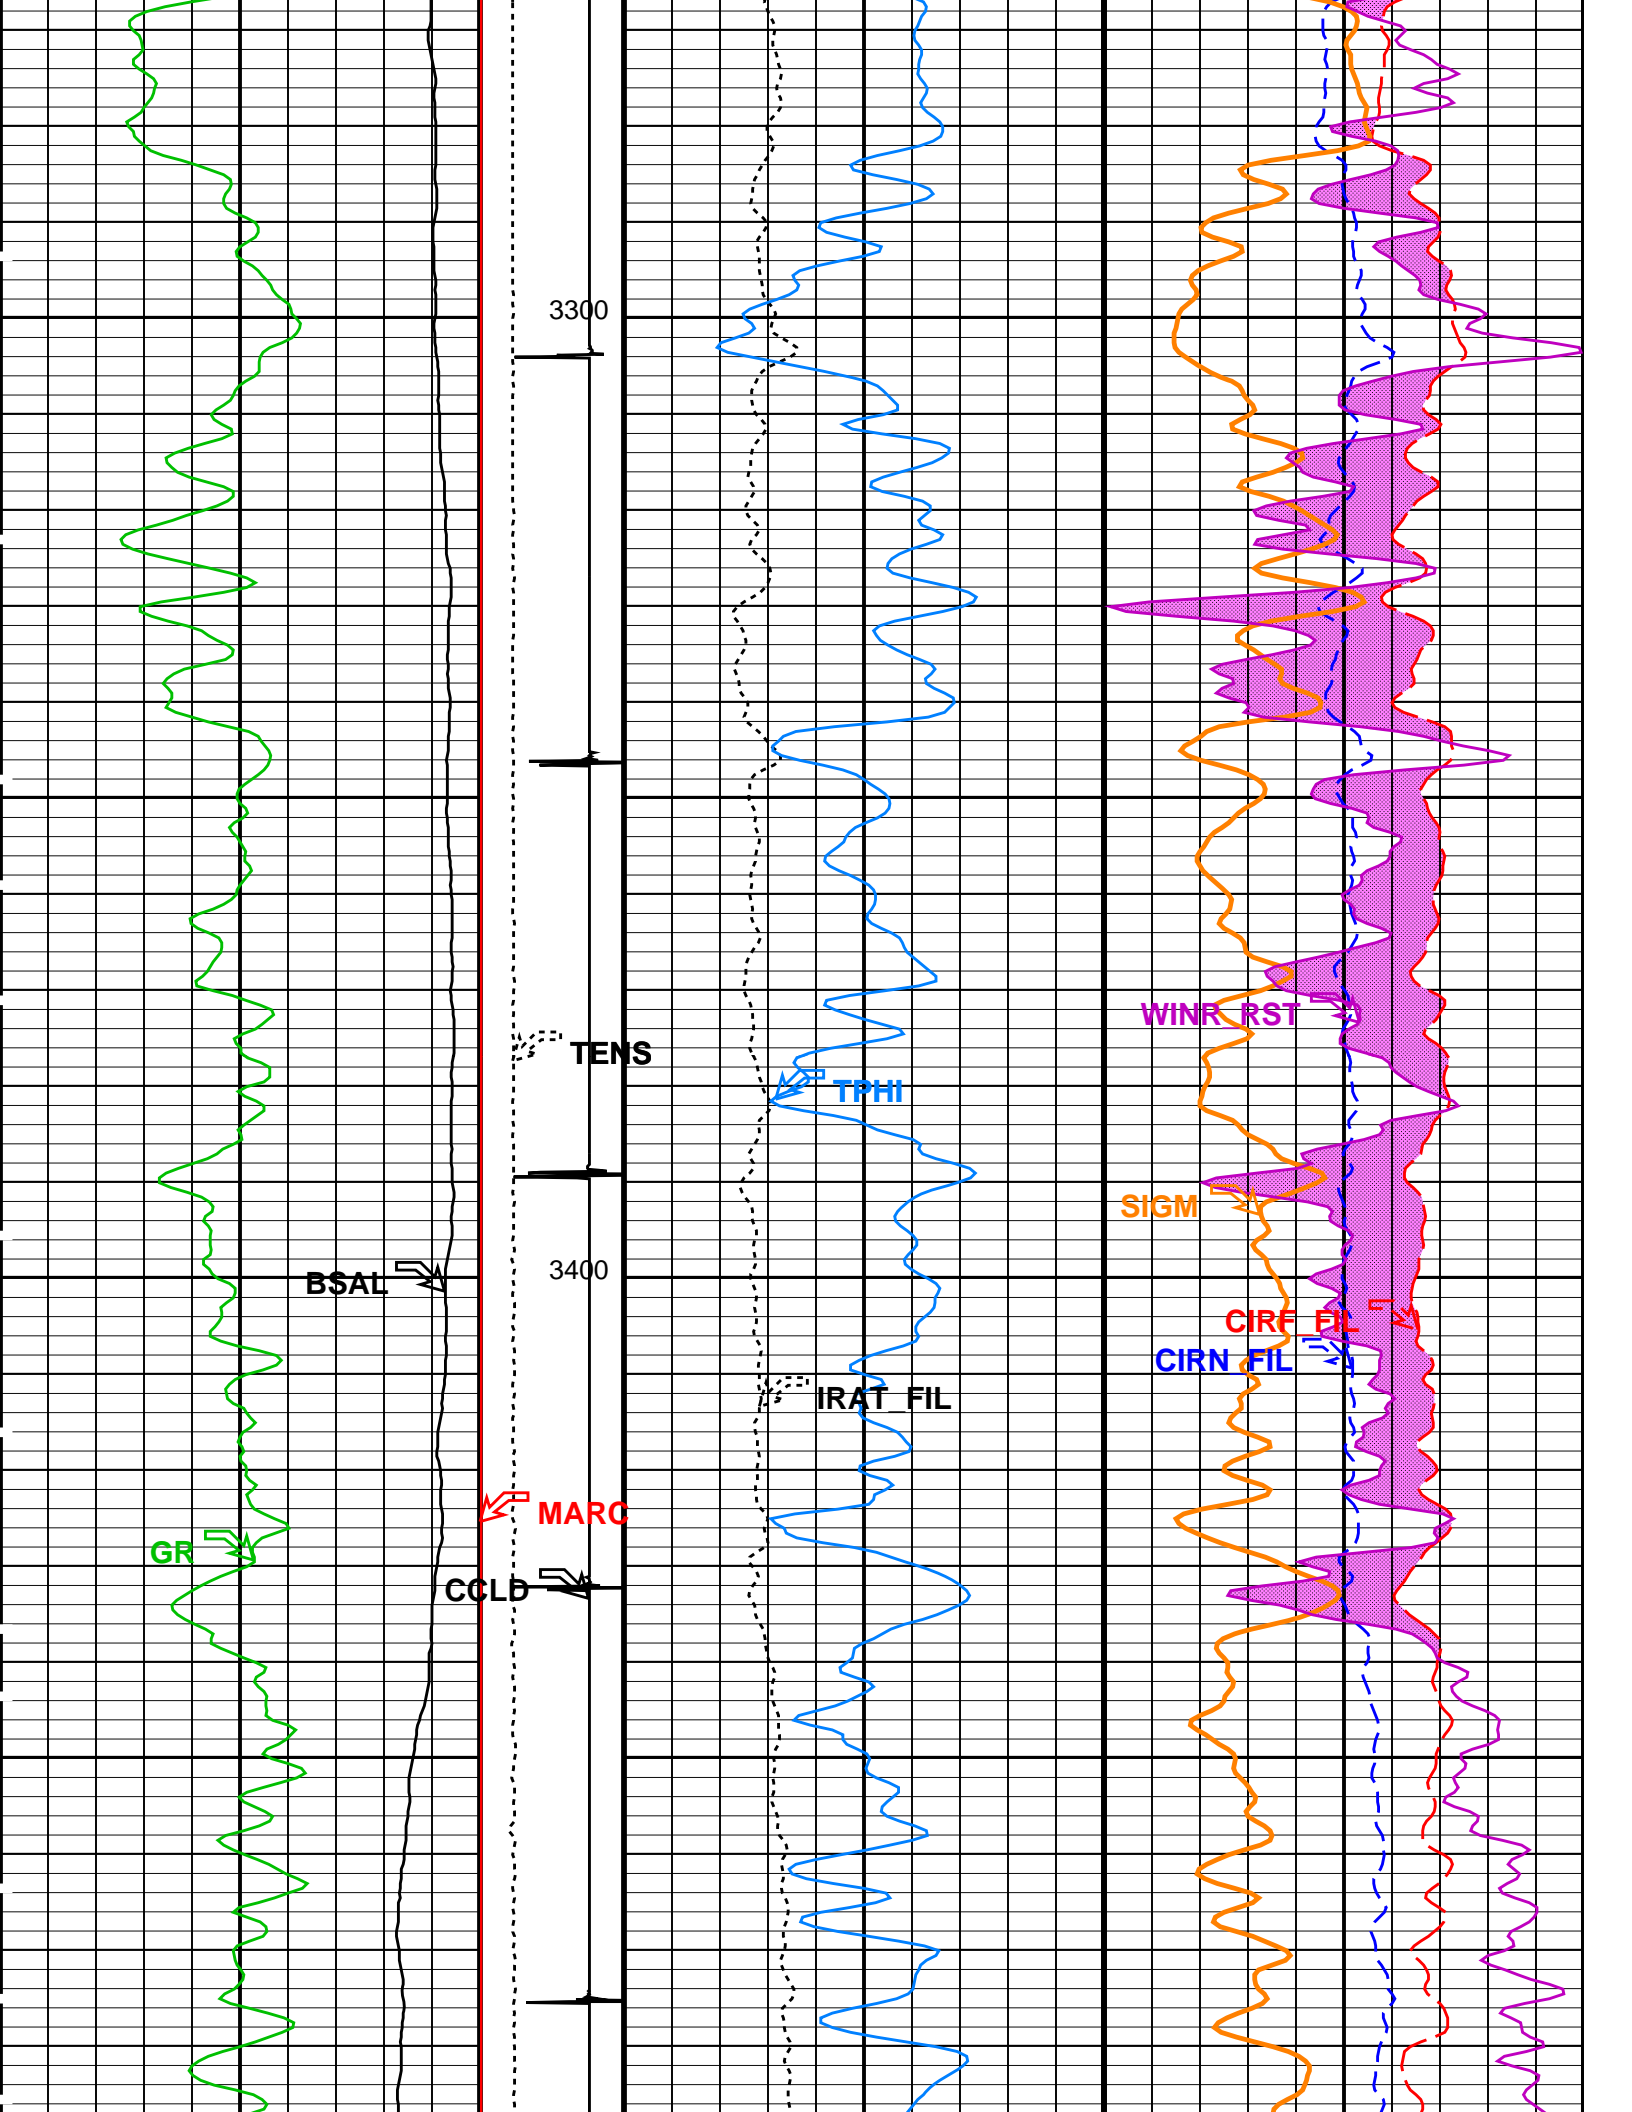 3300
WINR_RST
TENS
TPHI
SIGM
3400
BSAL
CIRF_FIL
CIRN_FIL
IRAT_FIL
MARC
GR
CCLD